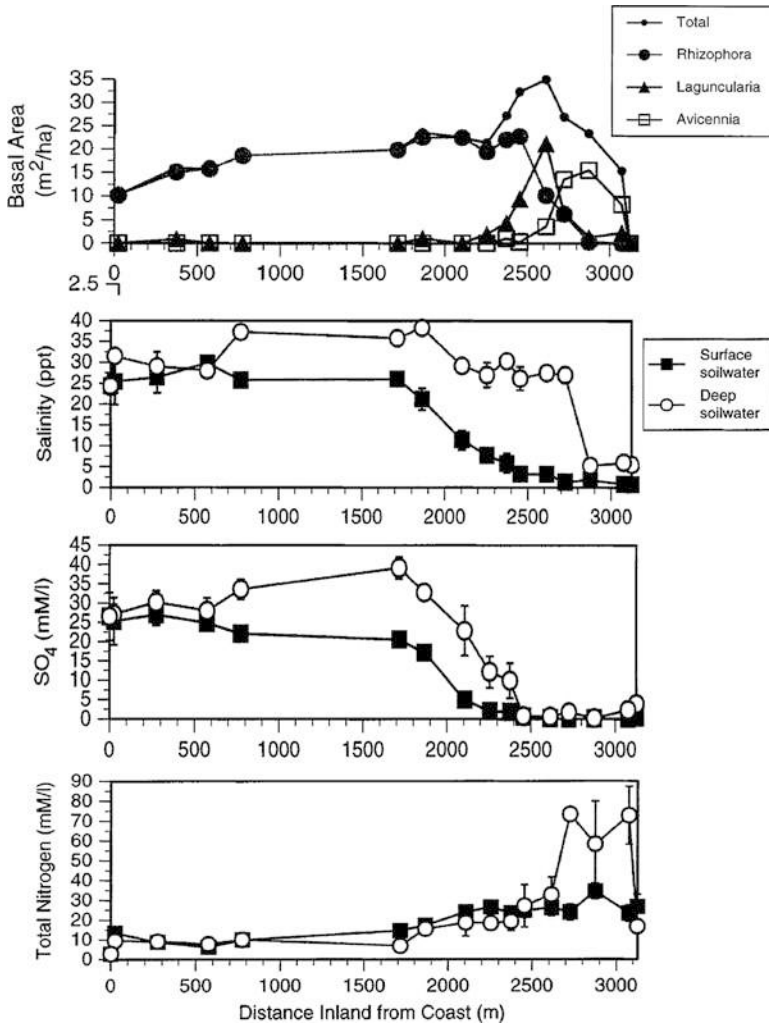 Total
Rhizophora
Laguncularia
Avicennia
Basal Area
(m²/ha)
35
30
25
20
15
10
5
0
0 500 1000 1500 2000 2500 3000
2.5
Salinity (ppt)
40
35
30
25
20
15
10
5
0
0 500 1000 1500 2000 2500 3000
Surface
soilwater
Deep
soilwater
SO₄ (mM/l)
45
40
35
30
25
20
15
10
5
0
0 500 1000 1500 2000 2500 3000
Total Nitrogen (mM/l)
90
80
70
60
50
40
30
20
10
0
0 500 1000 1500 2000 2500 3000
Distance Inland from Coast (m)